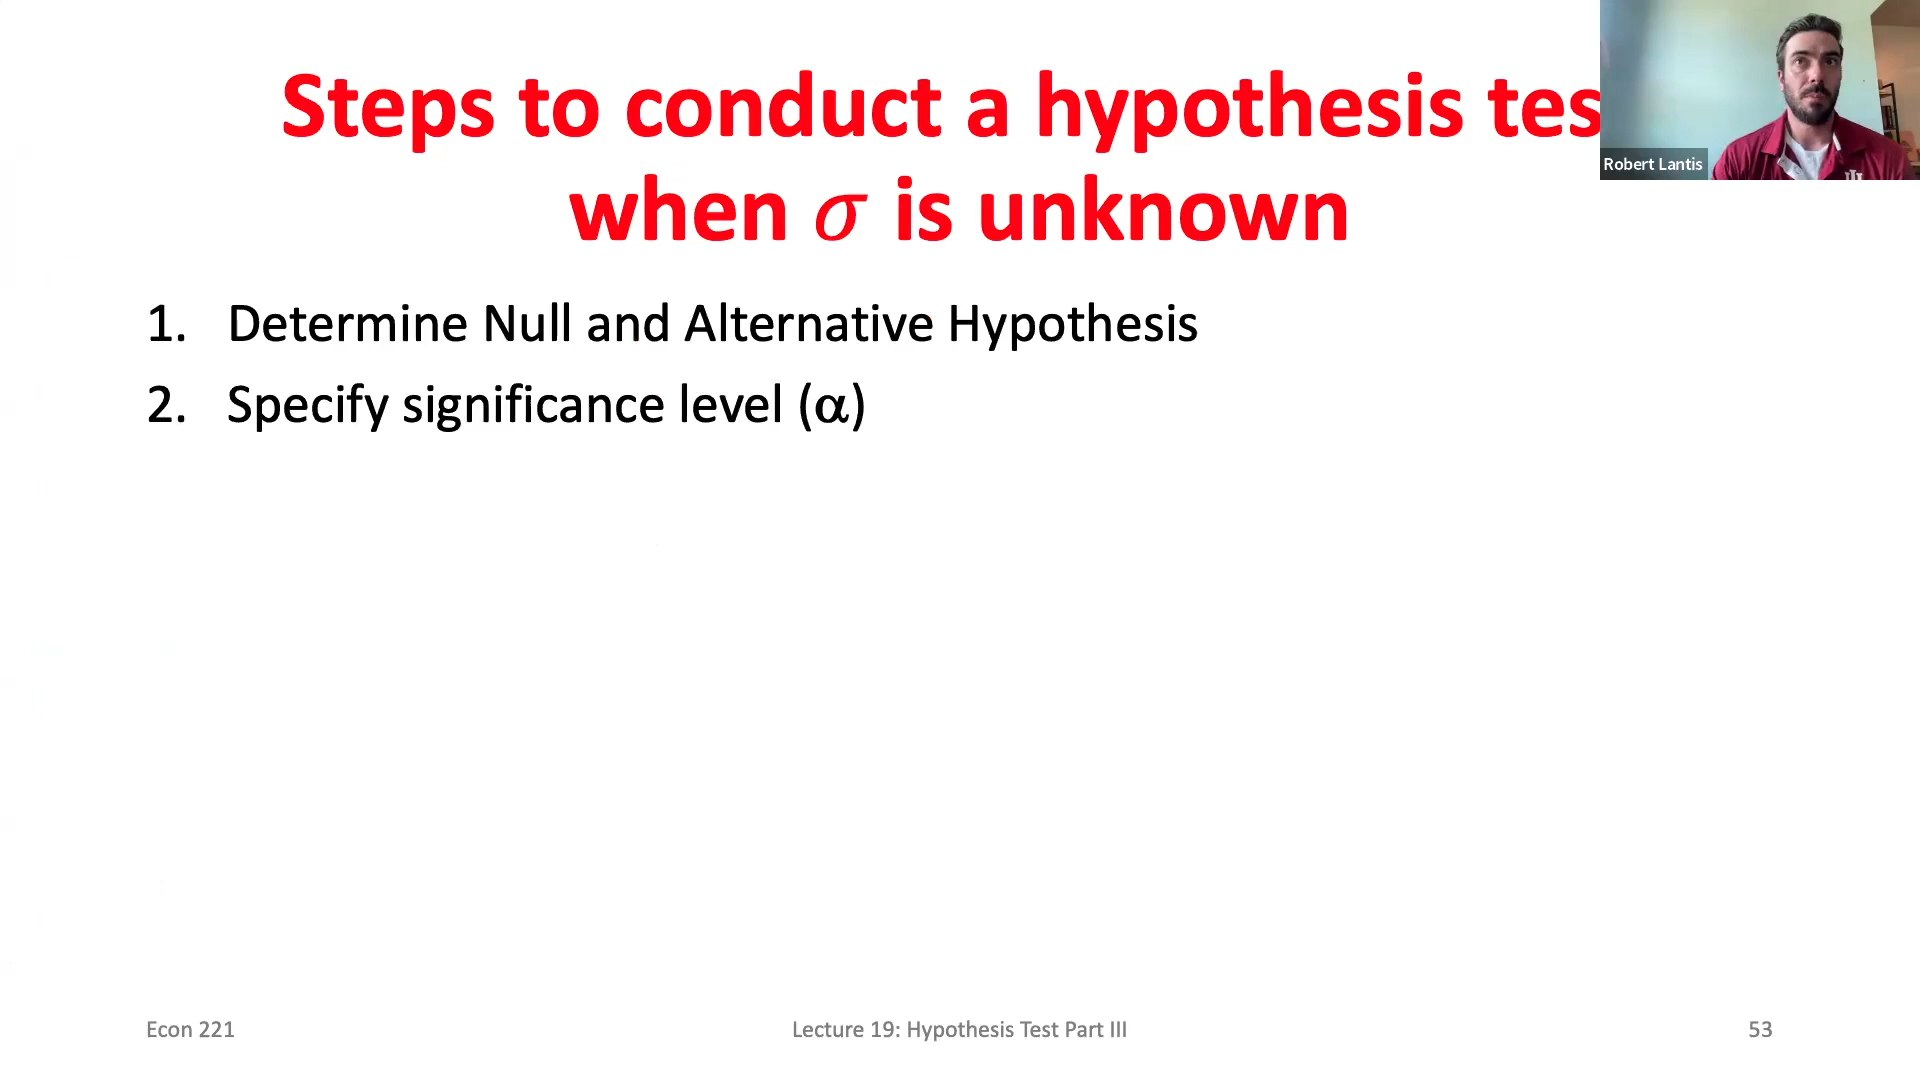 Steps to conduct a hypothesis tes
when σ is unknown
Robert Lantis
1. Determine Null and Alternative Hypothesis
2. Specify significance level (α)
Econ 221
Lecture 19: Hypothesis Test Part III
53